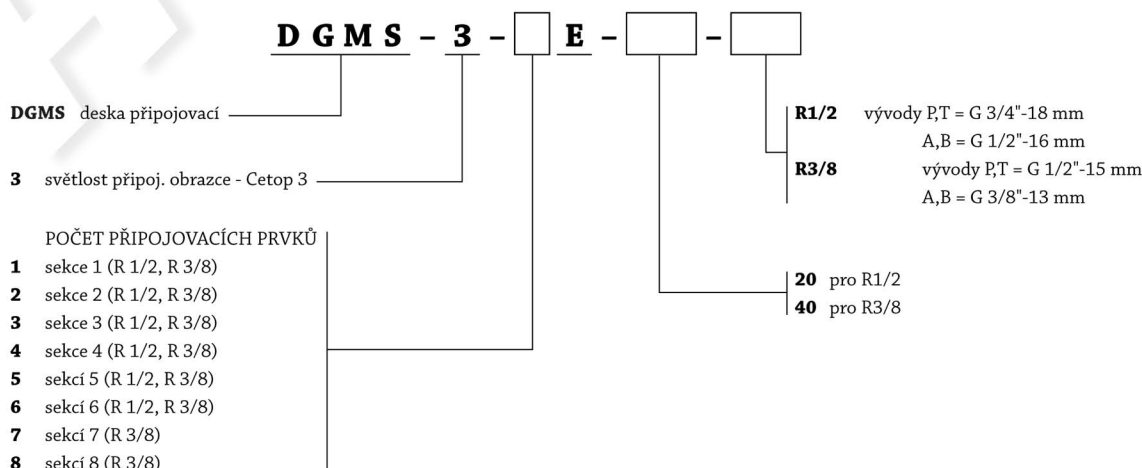 DGMS - 3 - E - -
DGMS deska připojovací
3 světlost připoj. obrazce - Cetop 3
POČET PŘIPOJOVACÍCH PRVKŮ
1 sekce 1 (R 1/2, R 3/8)
2 sekce 2 (R 1/2, R 3/8)
3 sekce 3 (R 1/2, R 3/8)
4 sekce 4 (R 1/2, R 3/8)
5 sekcí 5 (R 1/2, R 3/8)
6 sekcí 6 (R 1/2, R 3/8)
7 sekcí 7 (R 3/8)
8 sekcí 8 (R 3/8)
R1/2 vývody P,T = G 3/4"-18 mm
A,B = G 1/2"-16 mm
R3/8 vývody P,T = G 1/2"-15 mm
A,B = G 3/8"-13 mm
20 pro R1/2
40 pro R3/8